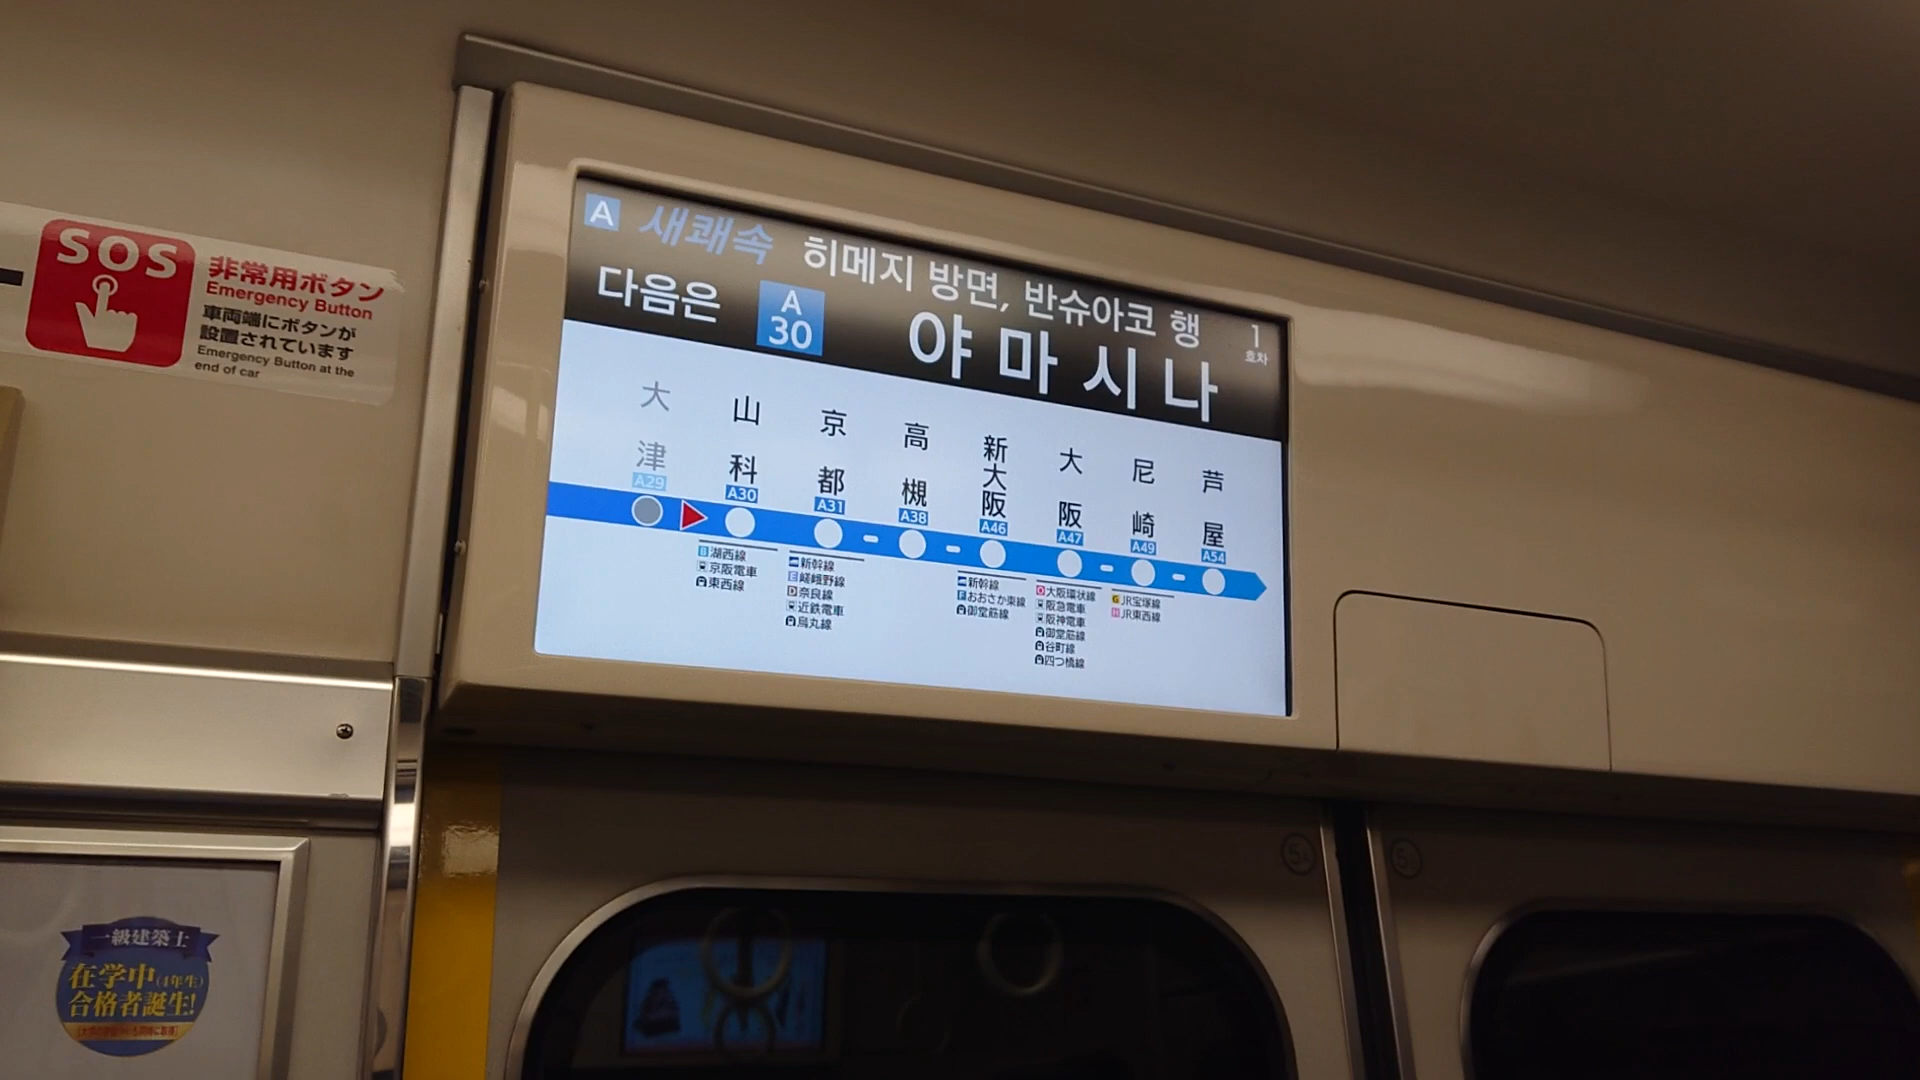 SOS
非常用ボタン
Emergency Button
車両端にボタンが
設置されています
Emergency Button at the
end of car
A 새쾌속 히메지 방면, 반슈아코 행
1
호차
다음은 A 30 야마시나
大津 山科 京都 高槻 新大阪 大阪 尼崎 芦屋
A29 A30 A31 A38 A46 A47 A49 A54
B湖西線
京阪電車
東西線
新幹線
E嵯峨野線
D奈良線
近鉄電車
烏丸線
新幹線
Fおおさか東線
御堂筋線
O大阪環状線
阪急電車
阪神電車
御堂筋線
谷町線
四つ橋線
G JR宝塚線
H JR東西線
一級建築士
在学中(4年生)
合格者誕生!